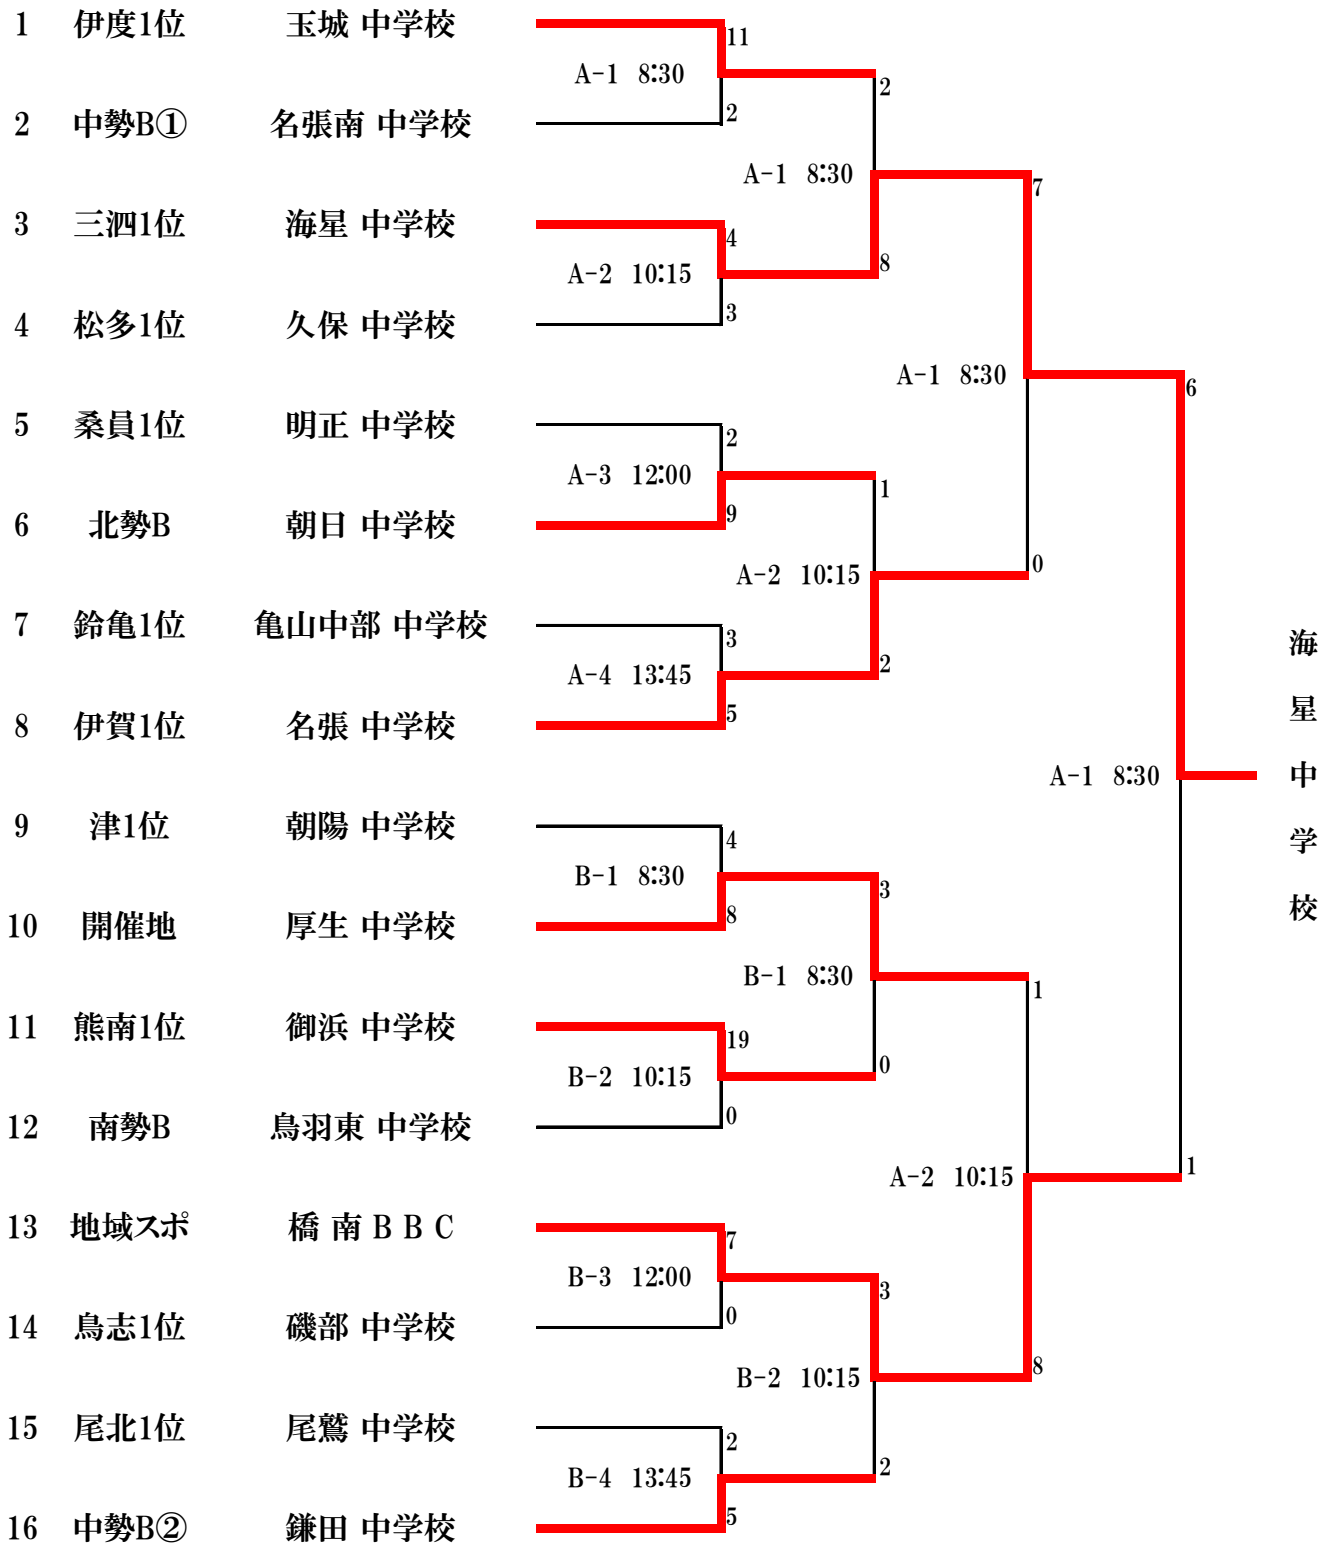 1 伊度1位 玉城 中学校
11
A-1 8:30
2
2
2 中勢B① 名張南 中学校
A-1 8:30
7
3 三泗1位 海星 中学校
4
8
A-2 10:15
3
4 松多1位 久保 中学校
A-1 8:30
6
5 桑員1位 明正 中学校
2
A-3 12:00
1
9
6 北勢B 朝日 中学校
0
A-2 10:15
7 鈴亀1位 亀山中部 中学校
3
2
A-4 13:45
5
8 伊賀1位 名張 中学校
海星中学校
A-1 8:30
9 津1位 朝陽 中学校
4
B-1 8:30
3
8
10 開催地 厚生 中学校
B-1 8:30
1
11 熊南1位 御浜 中学校
19
0
B-2 10:15
0
12 南勢B 鳥羽東 中学校
A-2 10:15
1
13 地域スポ 橋南BBC
7
B-3 12:00
3
0
14 鳥志1位 磯部 中学校
8
B-2 10:15
15 尾北1位 尾鷲 中学校
2
2
B-4 13:45
5
16 中勢B② 鎌田 中学校